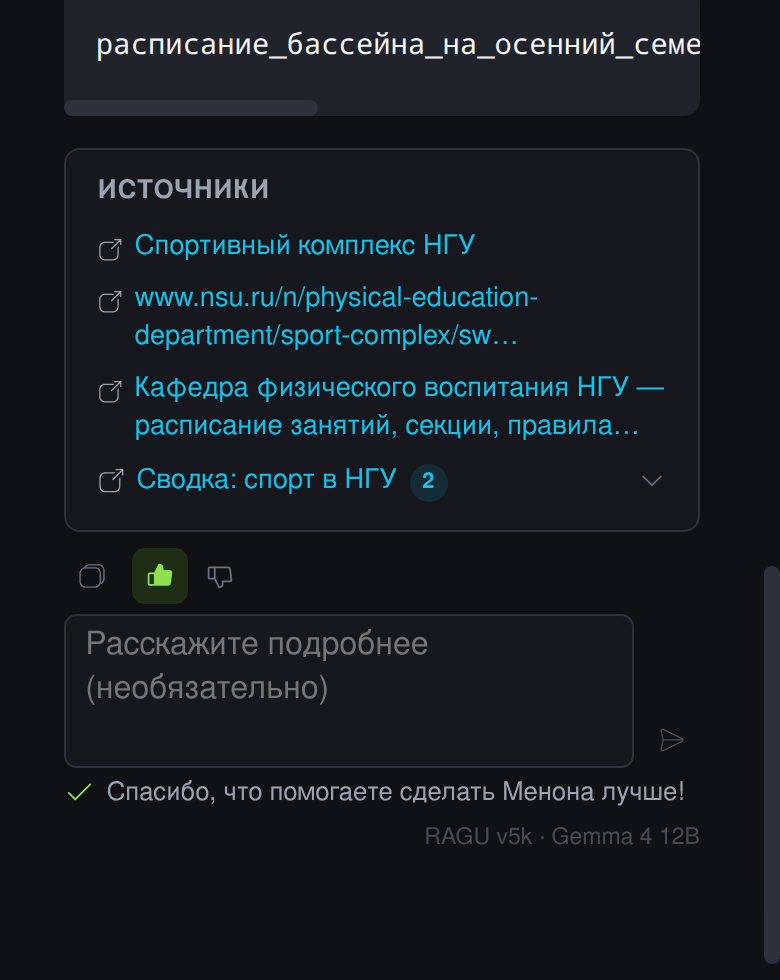 расписание_бассейна_на_осенний_семе
ИСТОЧНИКИ
Спортивный комплекс НГУ
www.nsu.ru/n/physical-education-
department/sport-complex/sw…
Кафедра физического воспитания НГУ —
расписание занятий, секции, правила…
Сводка: спорт в НГУ 2
Расскажите подробнее
(необязательно)
Спасибо, что помогаете сделать Менона лучше!
RAGU v5k · Gemma 4 12B